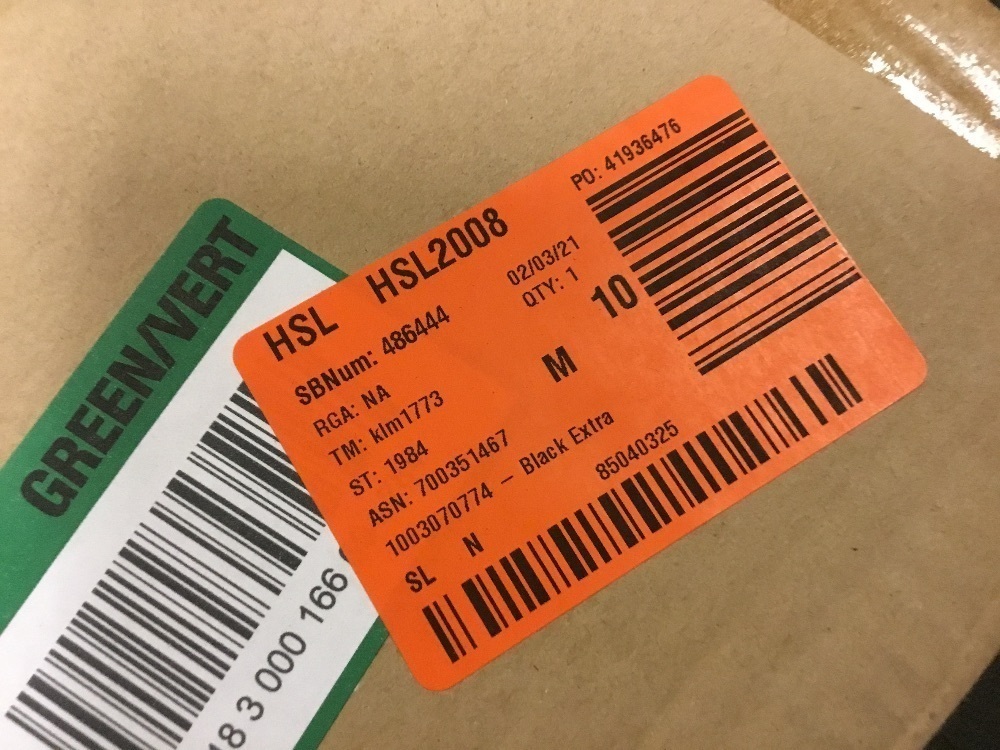 GREEN/VERT
18 3 000 166
HSL HSL2008
PO: 41936476
SBNum: 486444 02/03/21
RGA: NA QTY: 1
TM: klm1773 M 10
ST: 1984
ASN: 700351467
1003070774 – Black Extra
SL N 85040325